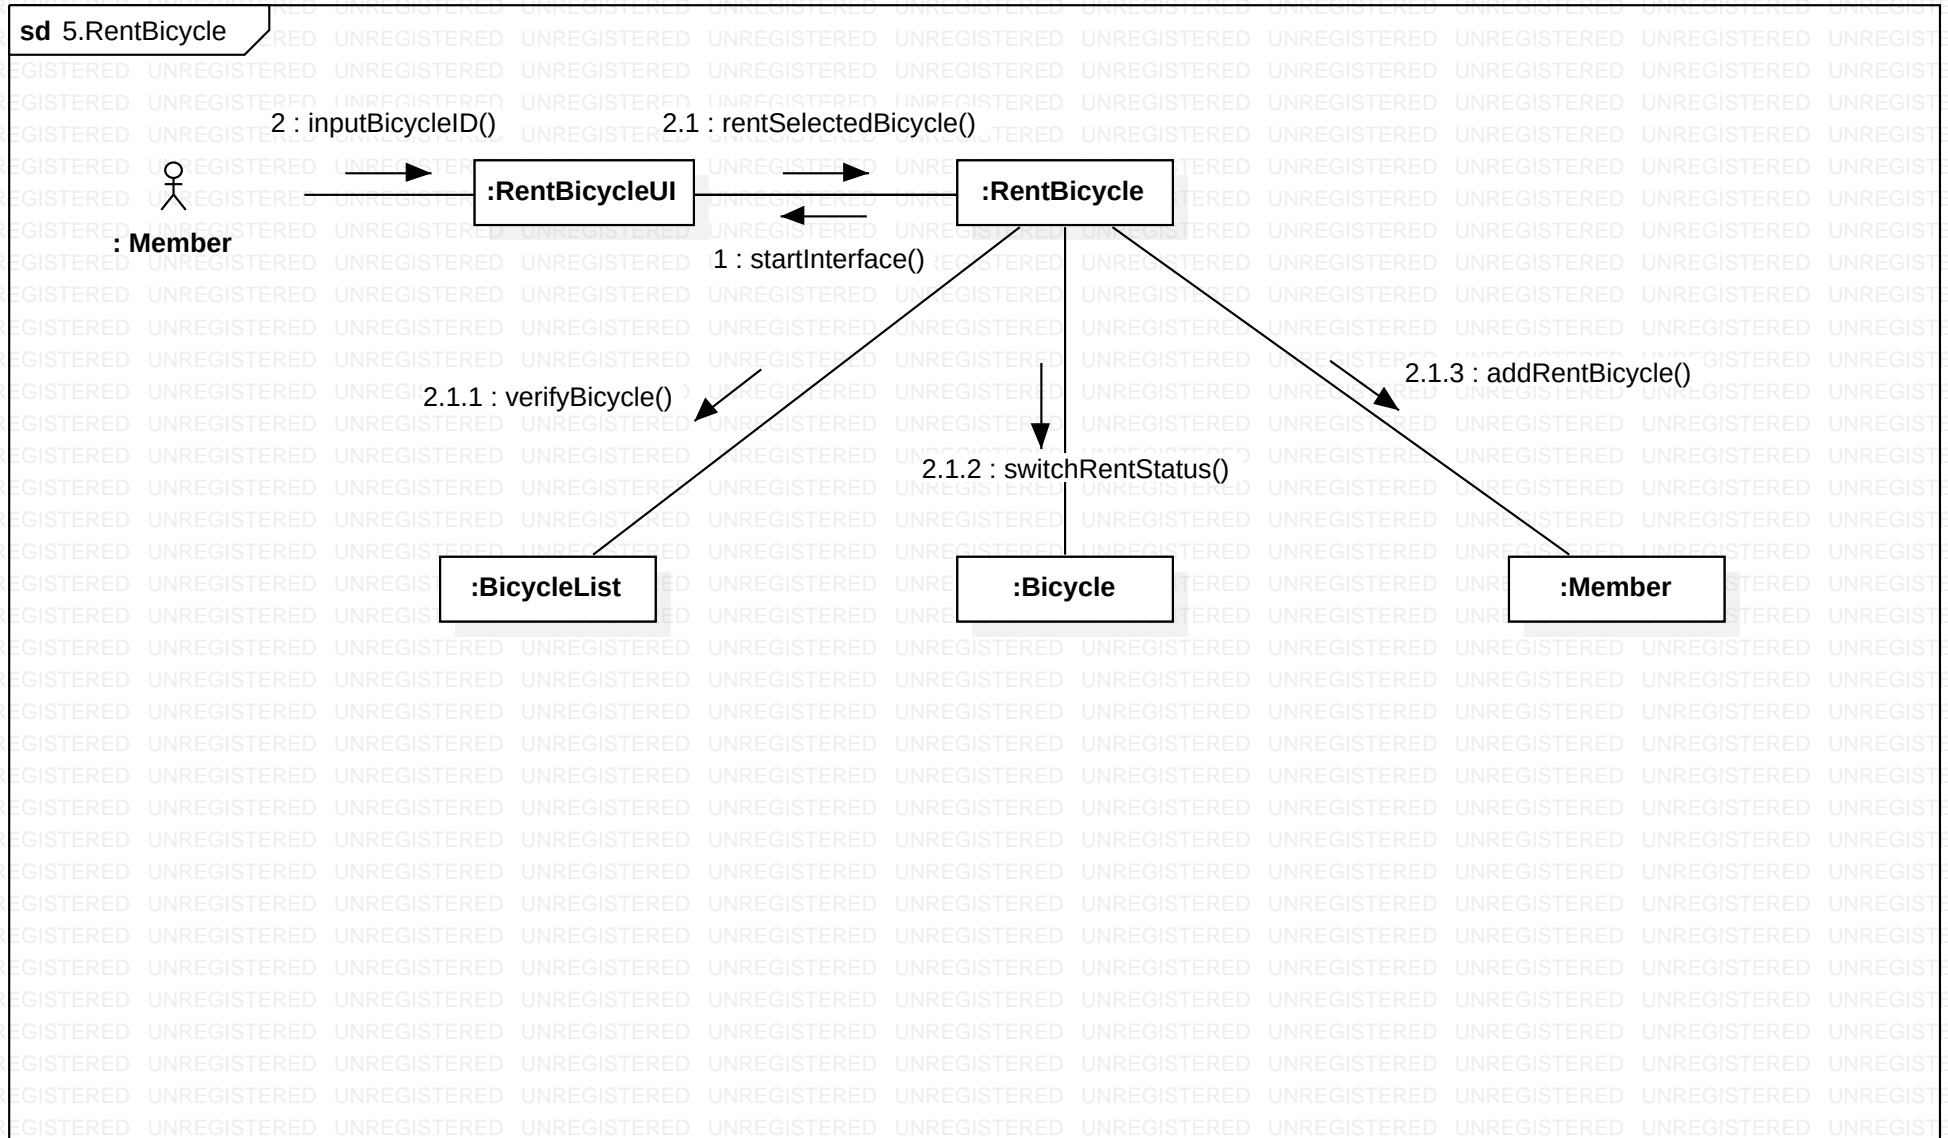 sd 5.RentBicycle
2 : inputBicycleID()
2.1 : rentSelectedBicycle()
:RentBicycleUI
:RentBicycle
: Member
1 : startInterface()
2.1.1 : verifyBicycle()
2.1.3 : addRentBicycle()
2.1.2 : switchRentStatus()
:BicycleList
:Bicycle
:Member
UNREGISTERED